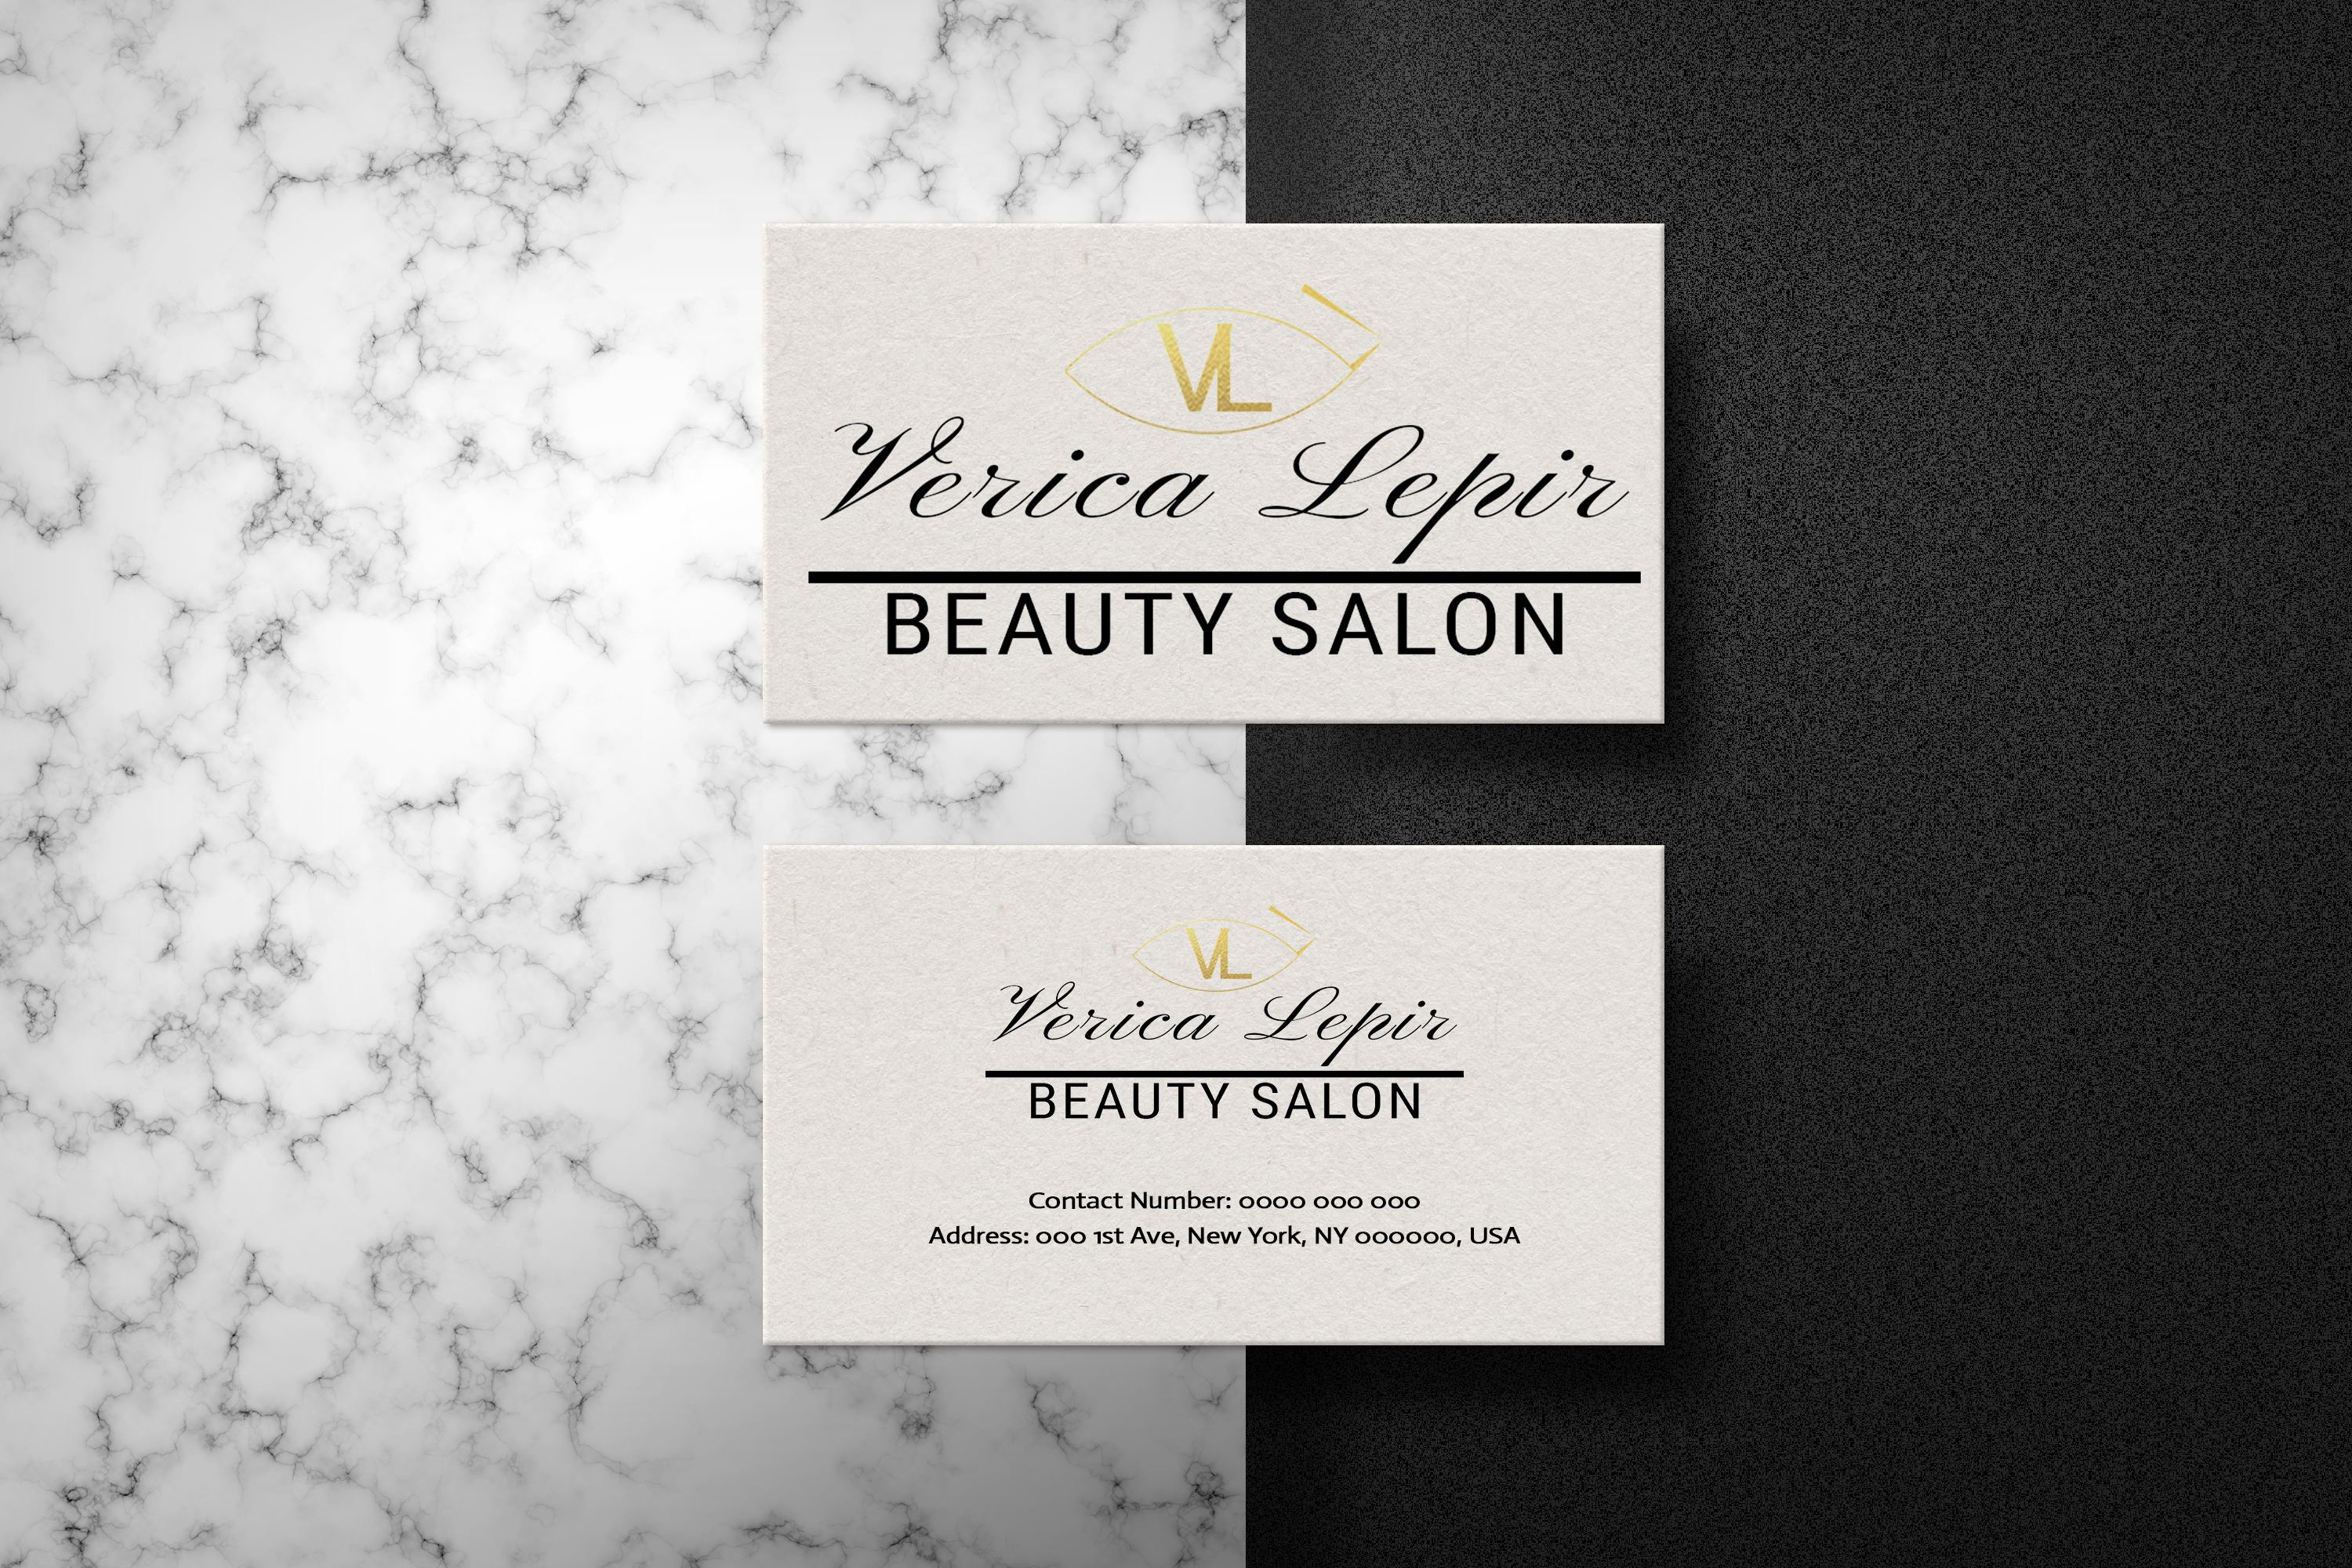 VL
Verica Lepir
BEAUTY SALON
VL
Verica Lepir
BEAUTY SALON
Contact Number: 0000 000 000
Address: 000 1st Ave, New York, NY 000000, USA